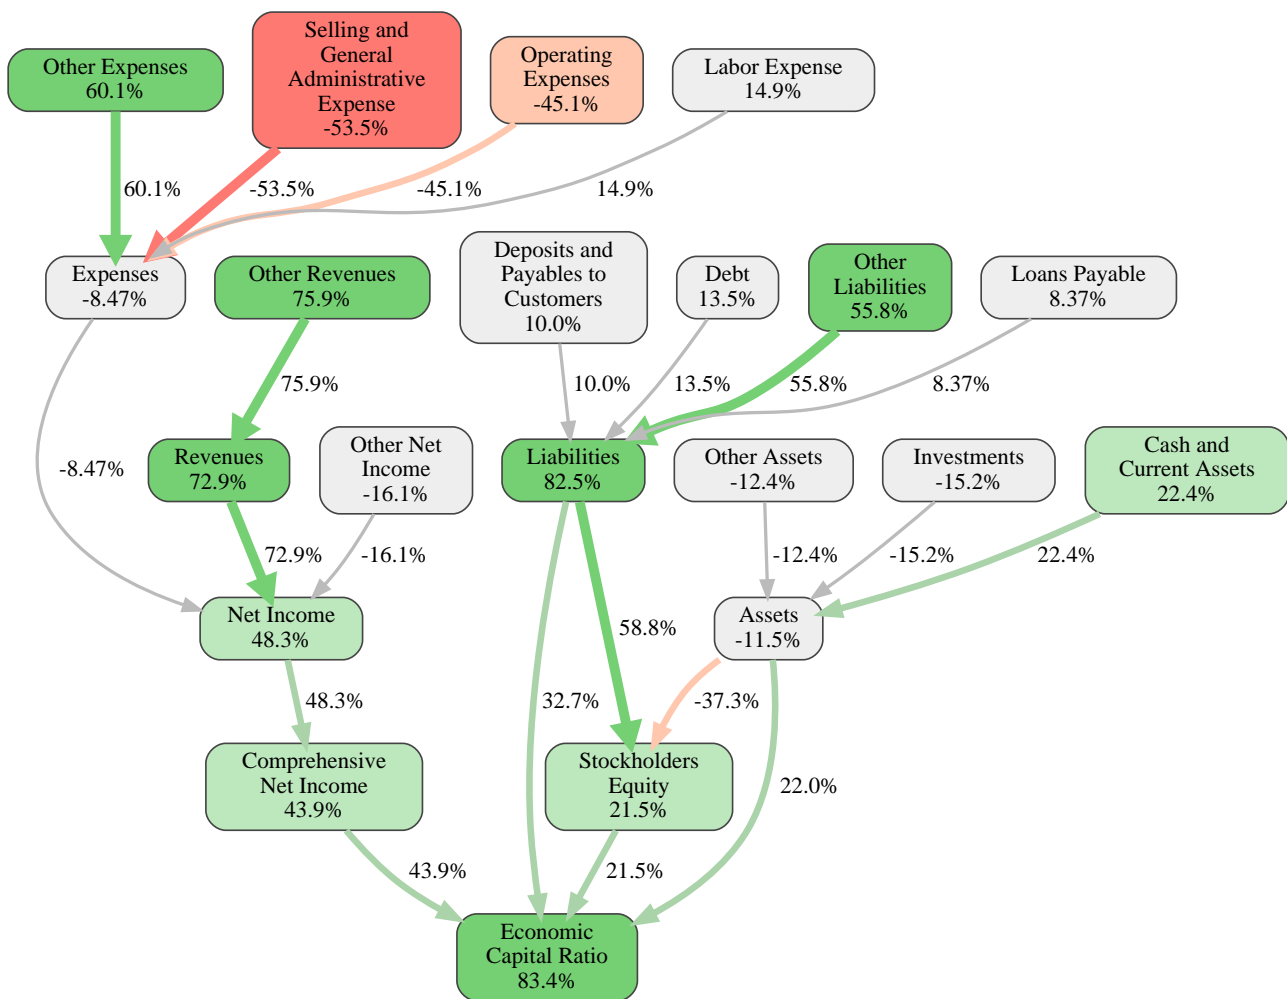 Other Expenses
60.1%
Selling and
General
Administrative
Expense
-53.5%
Operating
Expenses
-45.1%
Labor Expense
14.9%
60.1%
-53.5%
-45.1%
14.9%
Expenses
-8.47%
Other Revenues
75.9%
Deposits and
Payables to
Customers
10.0%
Debt
13.5%
Other
Liabilities
55.8%
Loans Payable
8.37%
75.9%
10.0%
13.5%
55.8%
8.37%
-8.47%
Revenues
72.9%
Other Net
Income
-16.1%
Liabilities
82.5%
Other Assets
-12.4%
Investments
-15.2%
Cash and
Current Assets
22.4%
72.9%
-16.1%
-12.4%
-15.2%
22.4%
Net Income
48.3%
58.8%
Assets
-11.5%
48.3%
32.7%
-37.3%
Comprehensive
Net Income
43.9%
Stockholders
Equity
21.5%
22.0%
43.9%
21.5%
Economic
Capital Ratio
83.4%